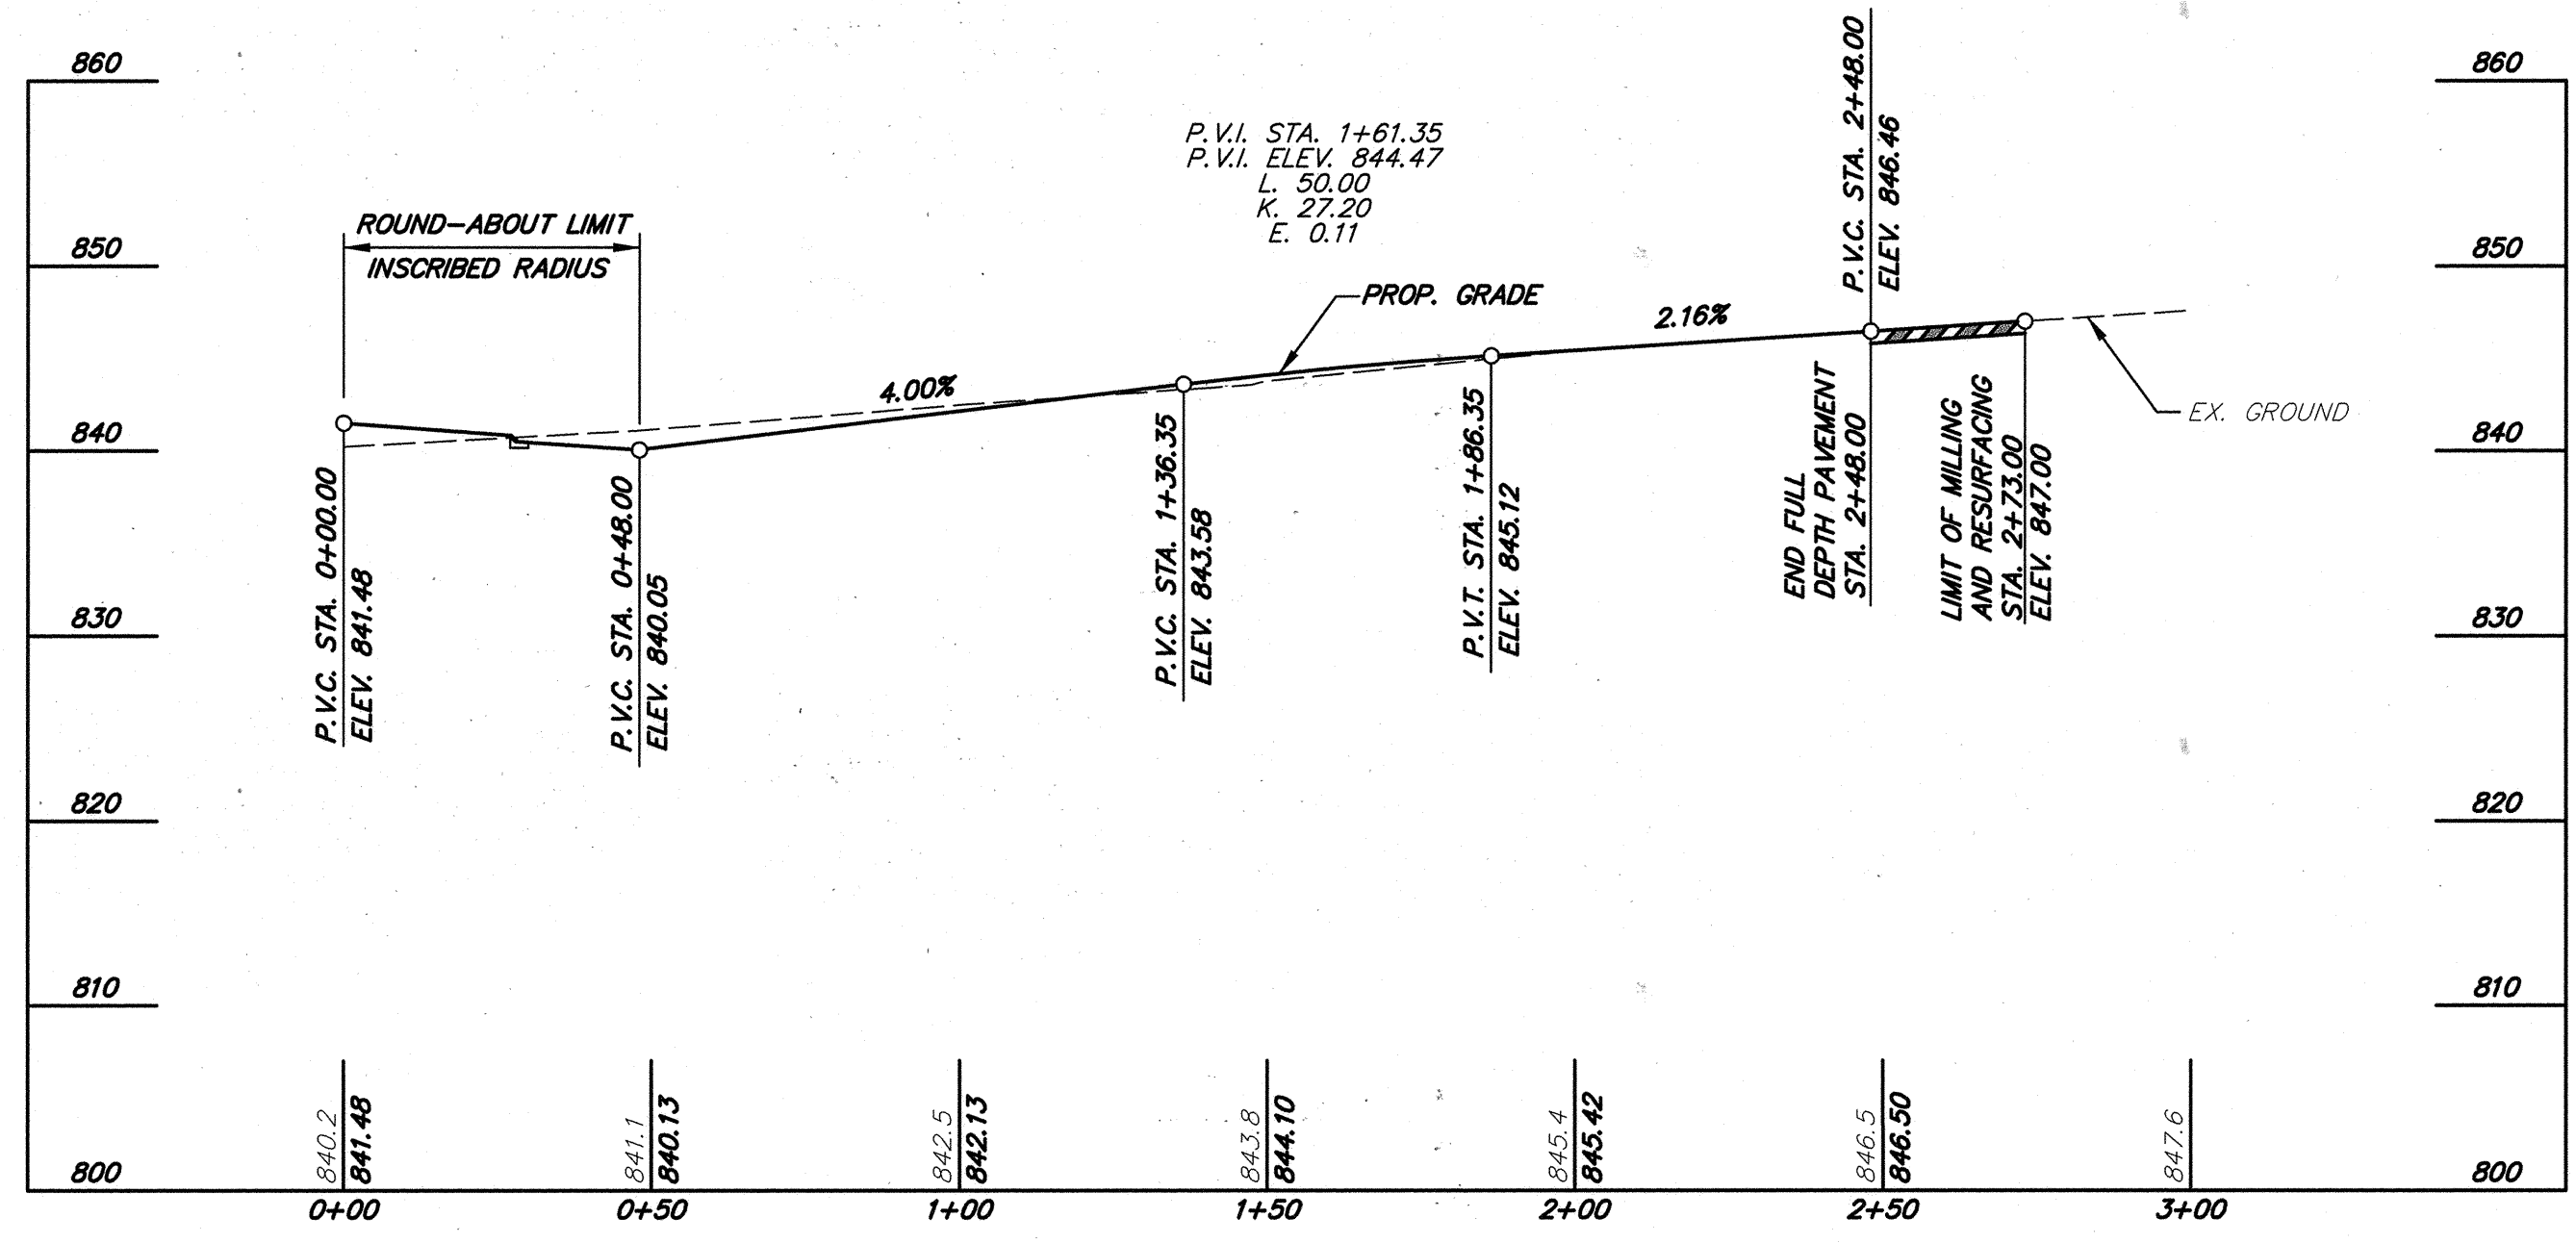 860
860
P.V.I. STA. 1+61.35
P.V.I. ELEV. 844.47
L. 50.00
K. 27.20
E. 0.11
P.V.C. STA. 2+48.00
ELEV. 846.46
ROUND-ABOUT LIMIT
INSCRIBED RADIUS
850
850
PROP. GRADE
2.16%
4.00%
EX. GROUND
840
840
P.V.C. STA. 0+00.00
ELEV. 841.48
P.V.C. STA. 0+48.00
ELEV. 840.05
P.V.C. STA. 1+36.35
ELEV. 843.58
P.V.T. STA. 1+86.35
ELEV. 845.12
END FULL
DEPTH PAVEMENT
STA. 2+48.00
LIMIT OF MILLING
AND RESURFACING
STA. 2+73.00
ELEV. 847.00
830
830
820
820
810
810
840.2
841.48
841.1
840.13
842.5
842.13
843.8
844.10
845.4
845.42
846.5
846.50
847.6
800
800
0+00
0+50
1+00
1+50
2+00
2+50
3+00